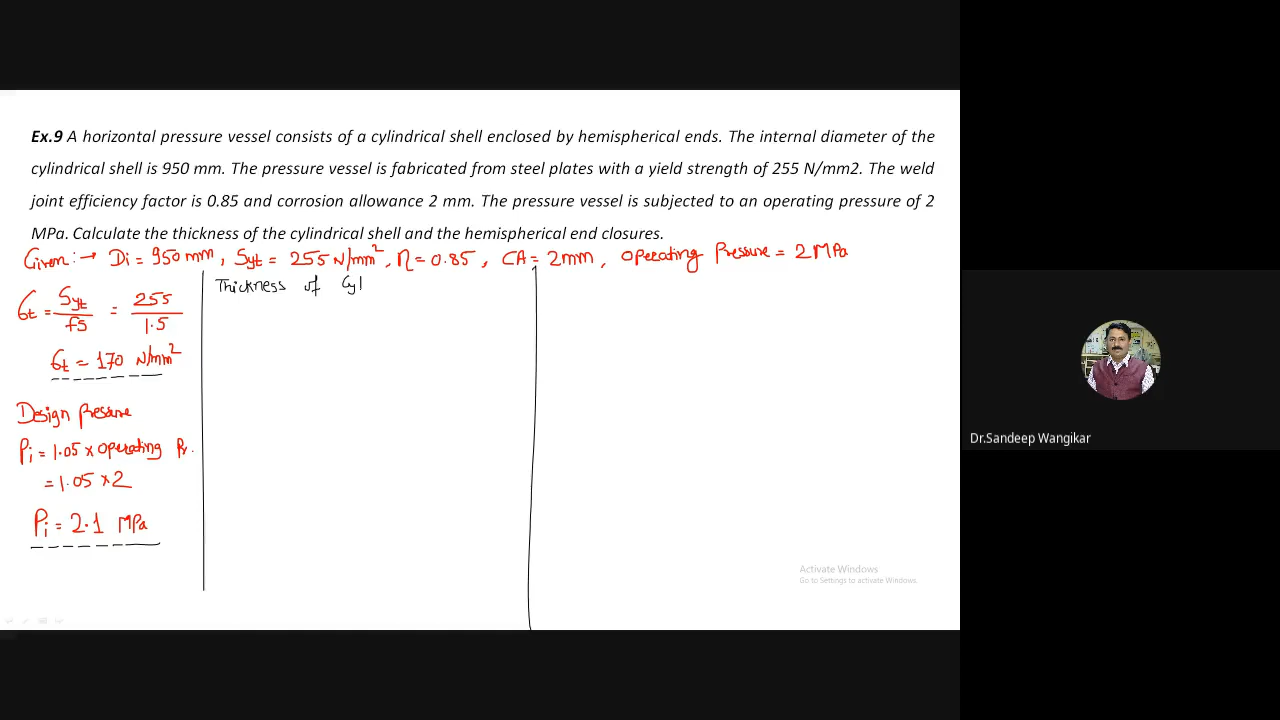 Ex.9 A horizontal pressure vessel consists of a cylindrical shell enclosed by hemispherical ends. The internal diameter of the
cylindrical shell is 950 mm. The pressure vessel is fabricated from steel plates with a yield strength of 255 N/mm2. The weld
joint efficiency factor is 0.85 and corrosion allowance 2 mm. The pressure vessel is subjected to an operating pressure of 2
MPa. Calculate the thickness of the cylindrical shell and the hemispherical end closures.
Given :→ Di = 950 mm, Syt = 255 N/mm², η = 0.85, CA = 2mm, Operating Pressure = 2 MPa
σt = Syt / fs = 255 / 1.5
σt = 170 N/mm²
Design Pressure
Pi = 1.05 × Operating Pr.
= 1.05 × 2
Pi = 2.1 MPa
Thickness of Cyl
Activate Windows
Go to Settings to activate Windows.
Dr.Sandeep Wangikar